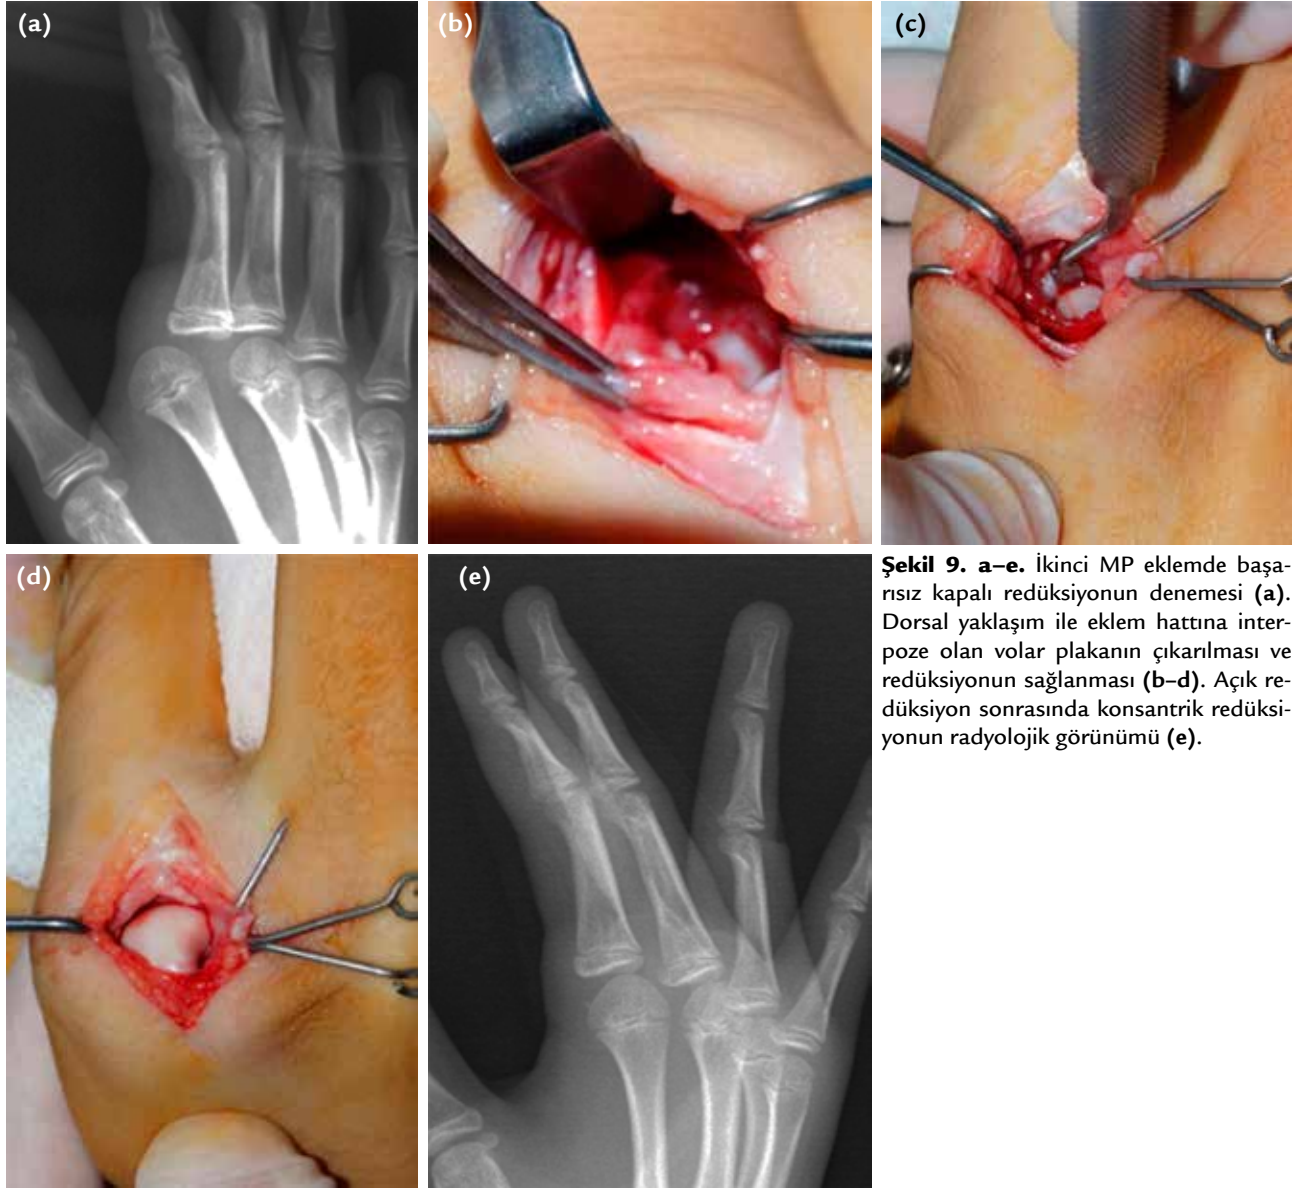 (a)
(b)
(c)
(d)
(e)
Şekil 9. a–e. İkinci MP eklemde başa-
rısız kapalı redüksiyonun denemesi (a).
Dorsal yaklaşım ile eklem hattına inter-
poze olan volar plakanın çıkarılması ve
redüksiyonun sağlanması (b–d). Açık re-
düksiyon sonrasında konsantrik redüksi-
yonun radyolojik görünümü (e).